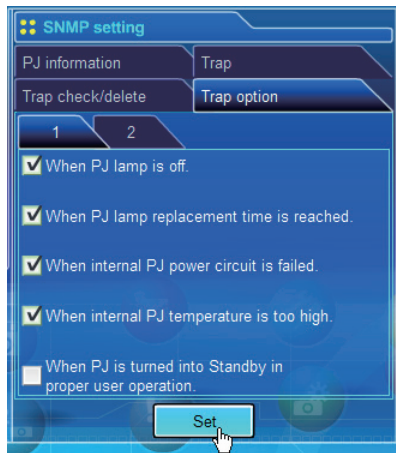 SNMP setting
PJ information Trap
Trap check/delete Trap option
1 2
When PJ lamp is off.
When PJ lamp replacement time is reached.
When internal PJ power circuit is failed.
When internal PJ temperature is too high.
When PJ is turned into Standby in
proper user operation.
Set